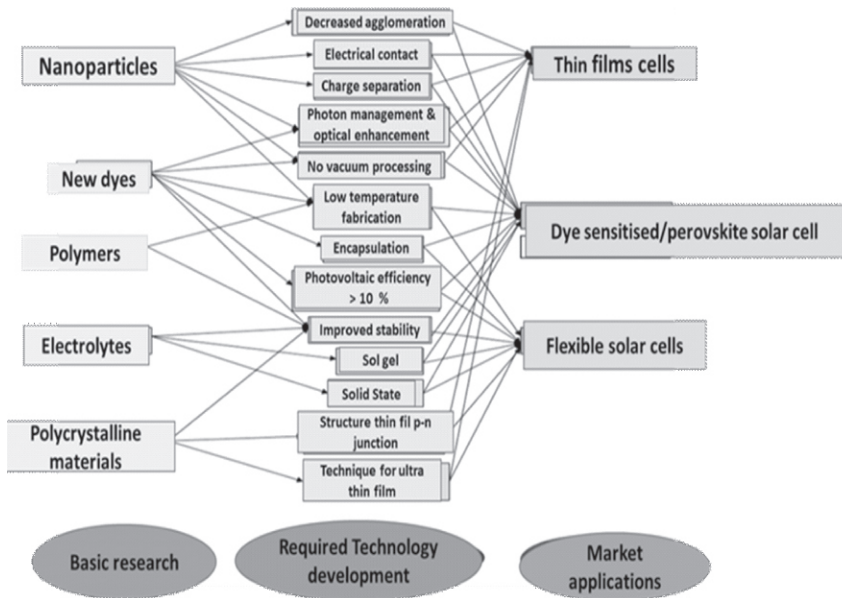 Nanoparticles
New dyes
Polymers
Electrolytes
Polycrystalline
materials
Decreased agglomeration
Electrical contact
Charge separation
Photon management &
optical enhancement
No vacuum processing
Low temperature
fabrication
Encapsulation
Photovoltaic efficiency
> 10 %
Improved stability
Sol gel
Solid State
Structure thin fil p-n
junction
Technique for ultra
thin film
Thin films cells
Dye sensitised/perovskite solar cell
Flexible solar cells
Basic research
Required Technology
development
Market
applications